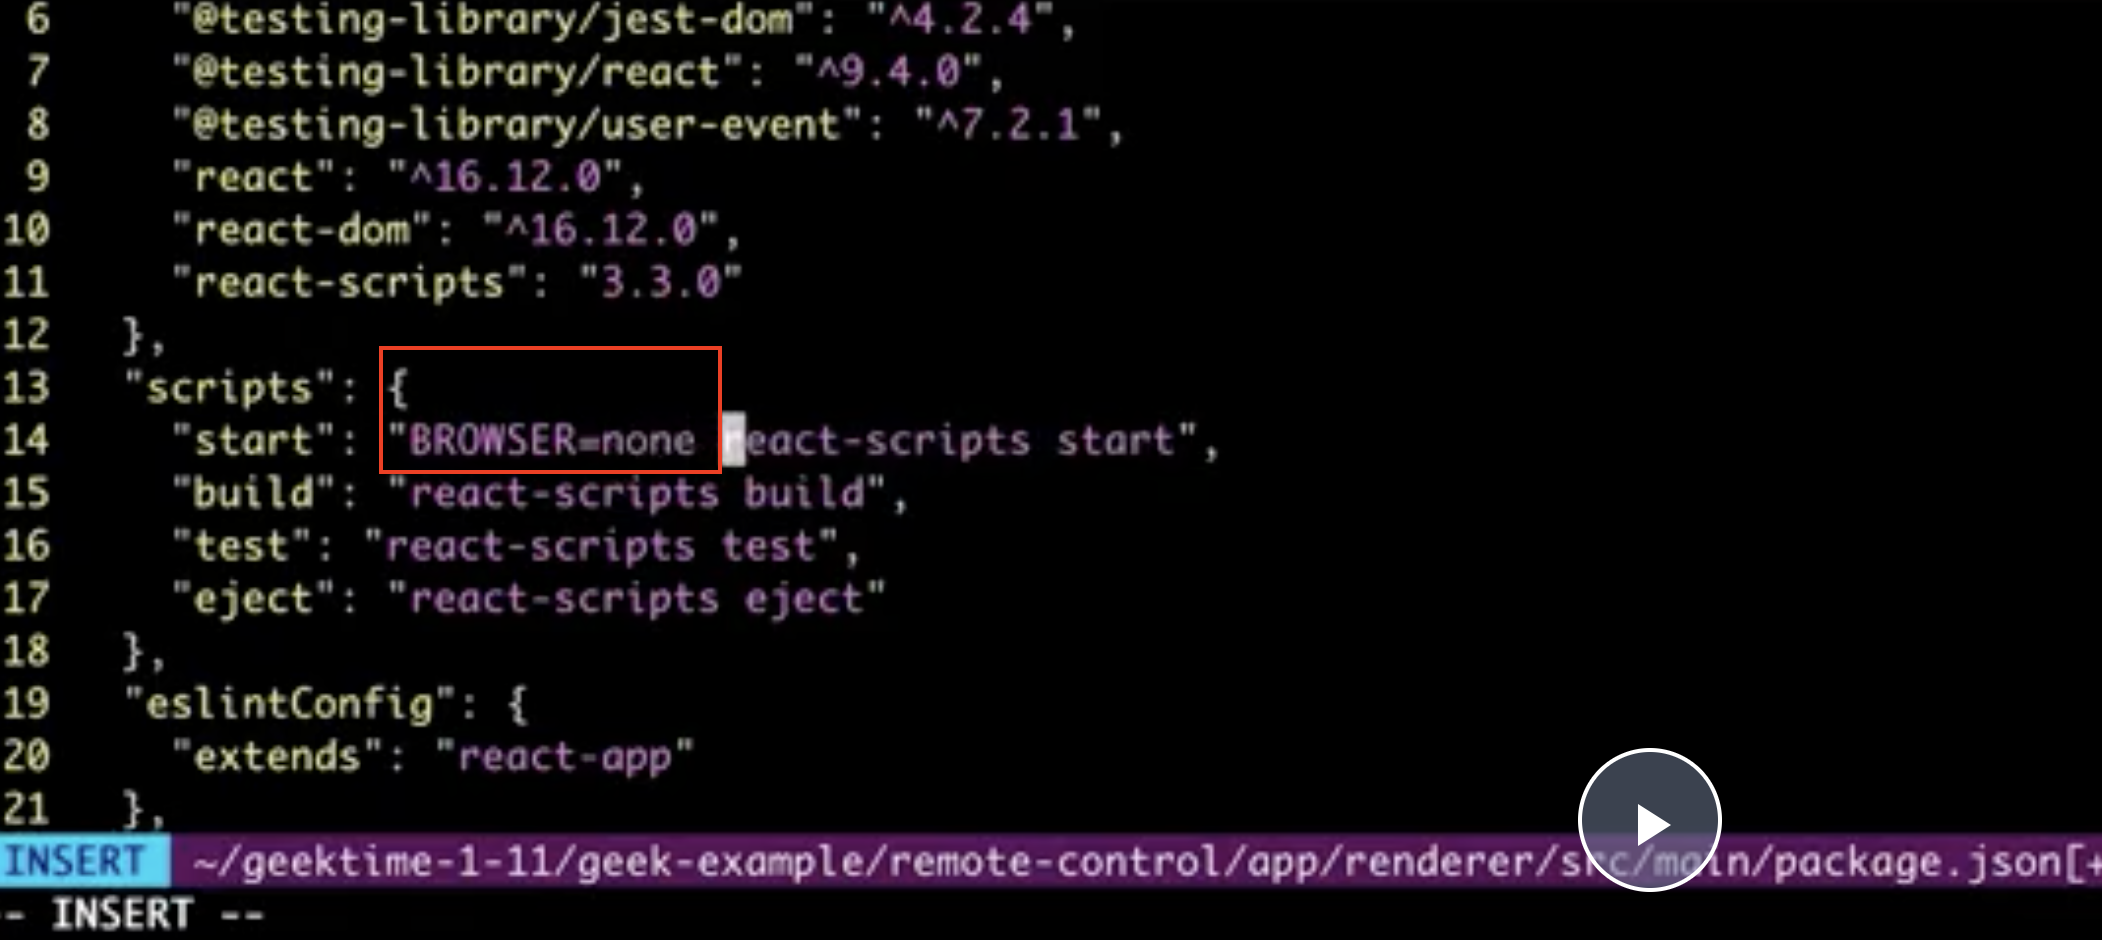 6 "@testing-library/jest-dom": "^4.2.4",
7 "@testing-library/react": "^9.4.0",
8 "@testing-library/user-event": "^7.2.1",
9 "react": "^16.12.0",
10 "react-dom": "^16.12.0",
11 "react-scripts": "3.3.0"
12 },
13 "scripts": {
14 "start": "BROWSER=none react-scripts start",
15 "build": "react-scripts build",
16 "test": "react-scripts test",
17 "eject": "react-scripts eject"
18 },
19 "eslintConfig": {
20 "extends": "react-app"
21 },
INSERT ~/geektime-1-11/geek-example/remote-control/app/renderer/src/main/package.json[+
-- INSERT --